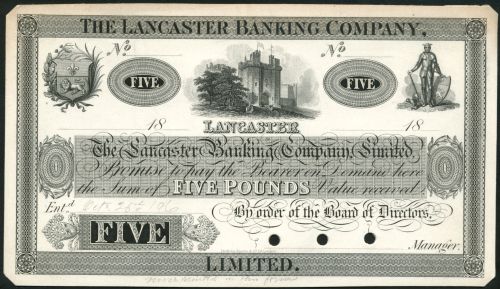 THE LANCASTER BANKING COMPANY.
No No
FIVE FIVE
18 LANCASTER 18
The Lancaster Banking Company Limited
Promise to pay the Bearer on Demand here
the Sum of FIVE POUNDS Value received
Ent.d
By order of the Board of Directors,
FIVE
Manager.
LIMITED.